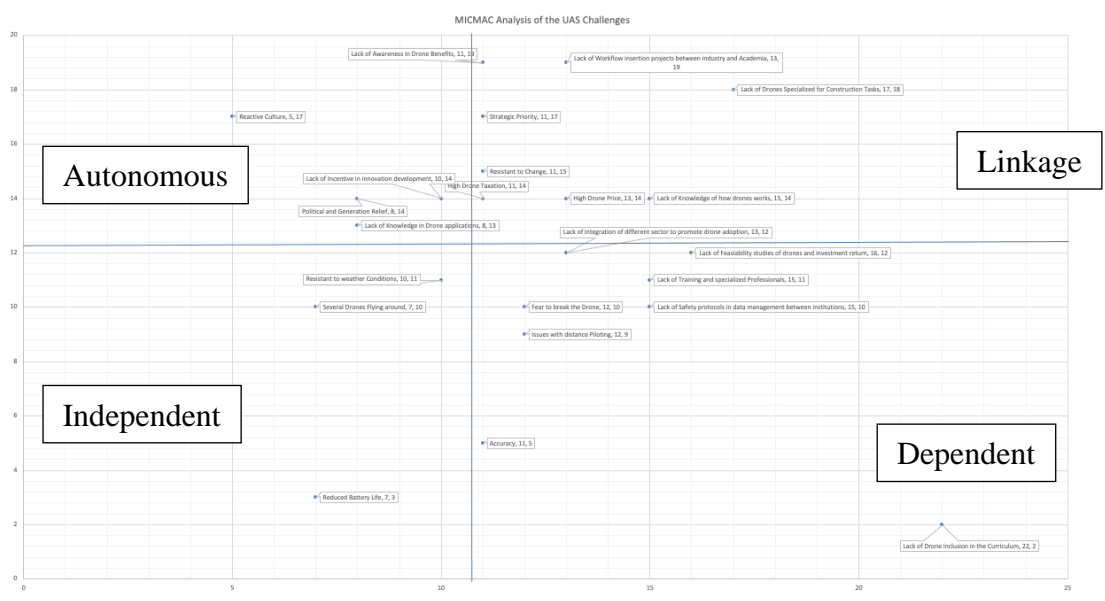 MICMAC Analysis of the UAS Challenges
20
Lack of Awareness in Drone Benefits, 11, 19
Lack of Workflow insertion projects between industry and Academia, 13,
19
18
Lack of Drones Specialized for Construction Tasks, 17, 18
Reactive Culture, 5, 17
Strategic Priority, 11, 17
16
Autonomous
Linkage
Resistant to Change, 11, 15
Lack of Incentive in innovation development, 10, 14
High Drone Taxation, 11, 14
14
High Drone Price, 13, 14
Lack of Knowledge of how drones works, 15, 14
Political and Generation Relief, 8, 14
Lack of Knowledge in Drone applications, 8, 13
Lack of integration of different sector to promote drone adoption, 13, 12
12
Lack of Feasiability studies of drones and investment return, 16, 12
Resistant to weather Conditions, 10, 11
Lack of Training and specialized Professionals, 15, 11
10
Several Drones Flying around, 7, 10
Fear to break the Drone, 12, 10
Lack of Safety protocols in data management between institutions, 15, 10
Issues with distance Piloting, 12, 9
8
Independent
6
Dependent
Accuracy, 11, 5
4
Reduced Battery Life, 7, 3
2
Lack of Drone inclusion in the Curriculum, 22, 2
0
0
5
10
15
20
25